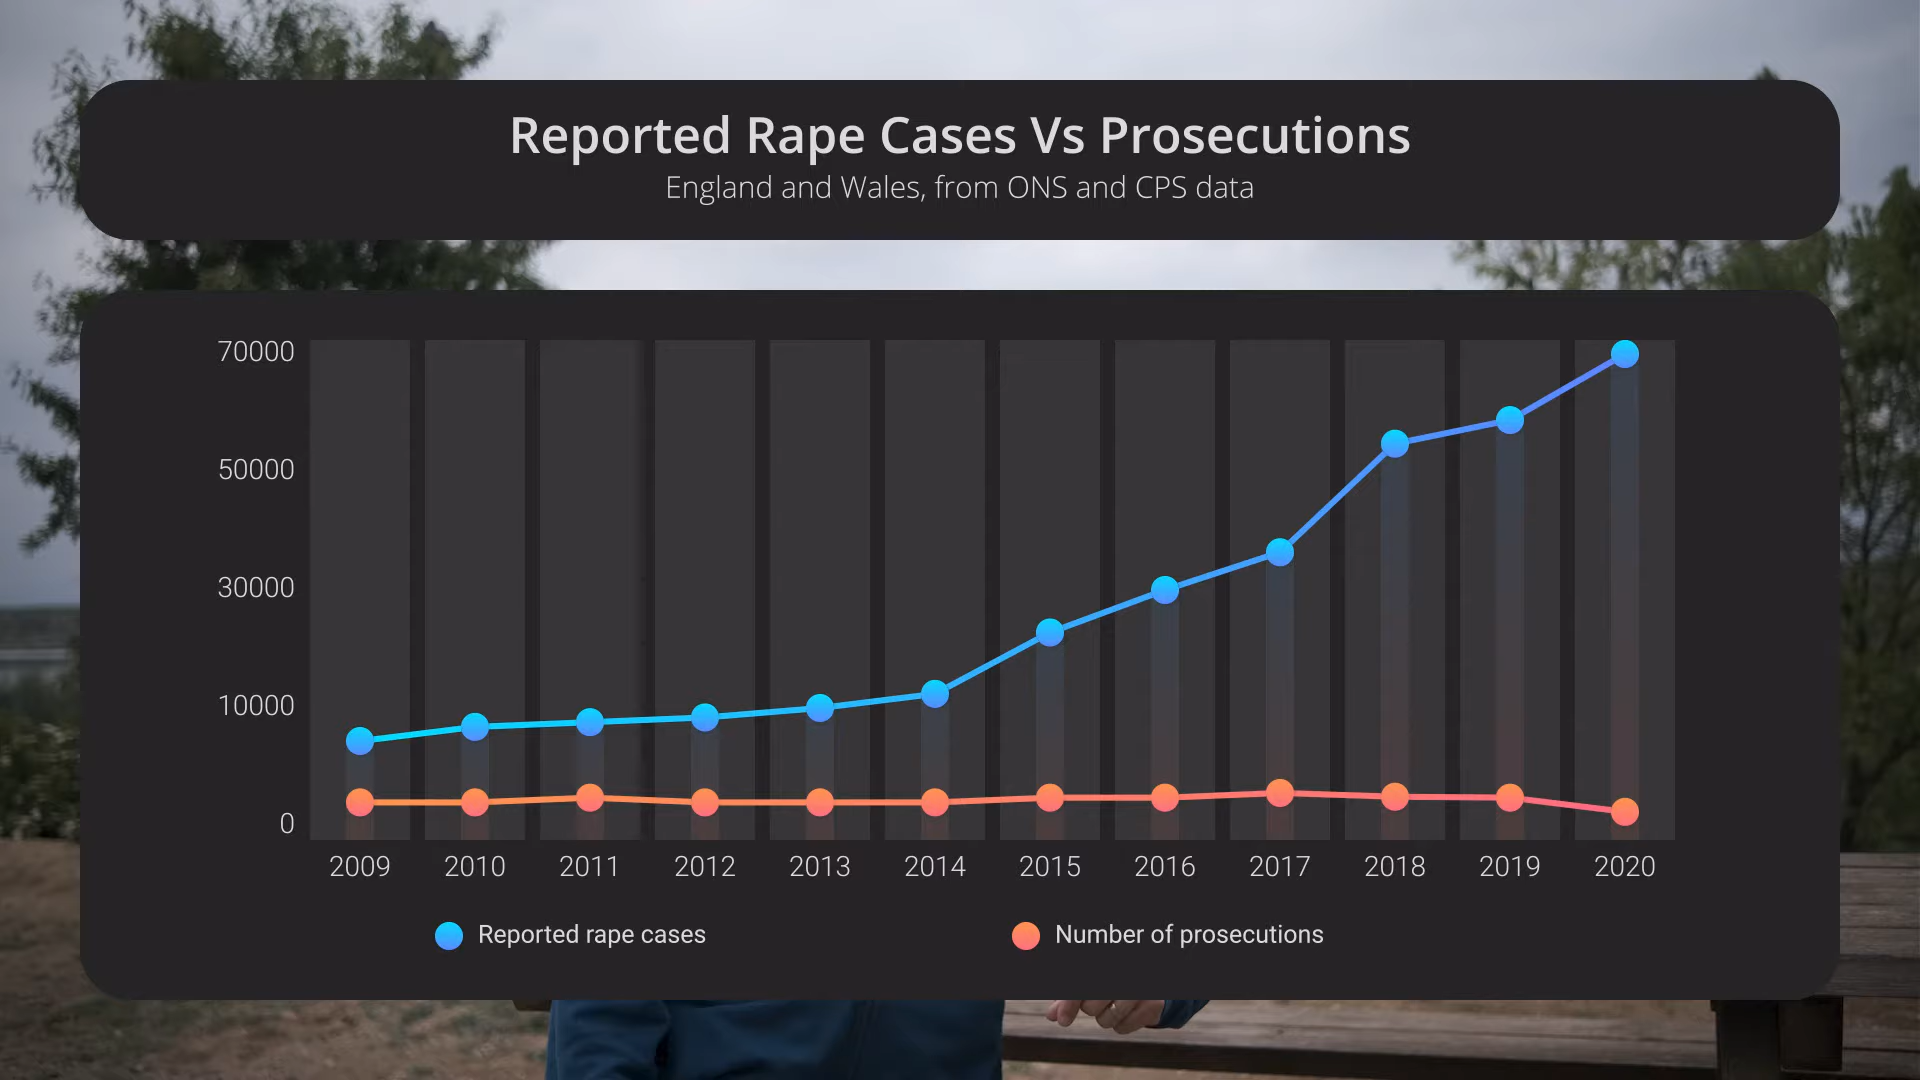 Reported Rape Cases Vs Prosecutions
England and Wales, from ONS and CPS data
70000
50000
30000
10000
0
2009 2010 2011 2012 2013 2014 2015 2016 2017 2018 2019 2020
Reported rape cases Number of prosecutions